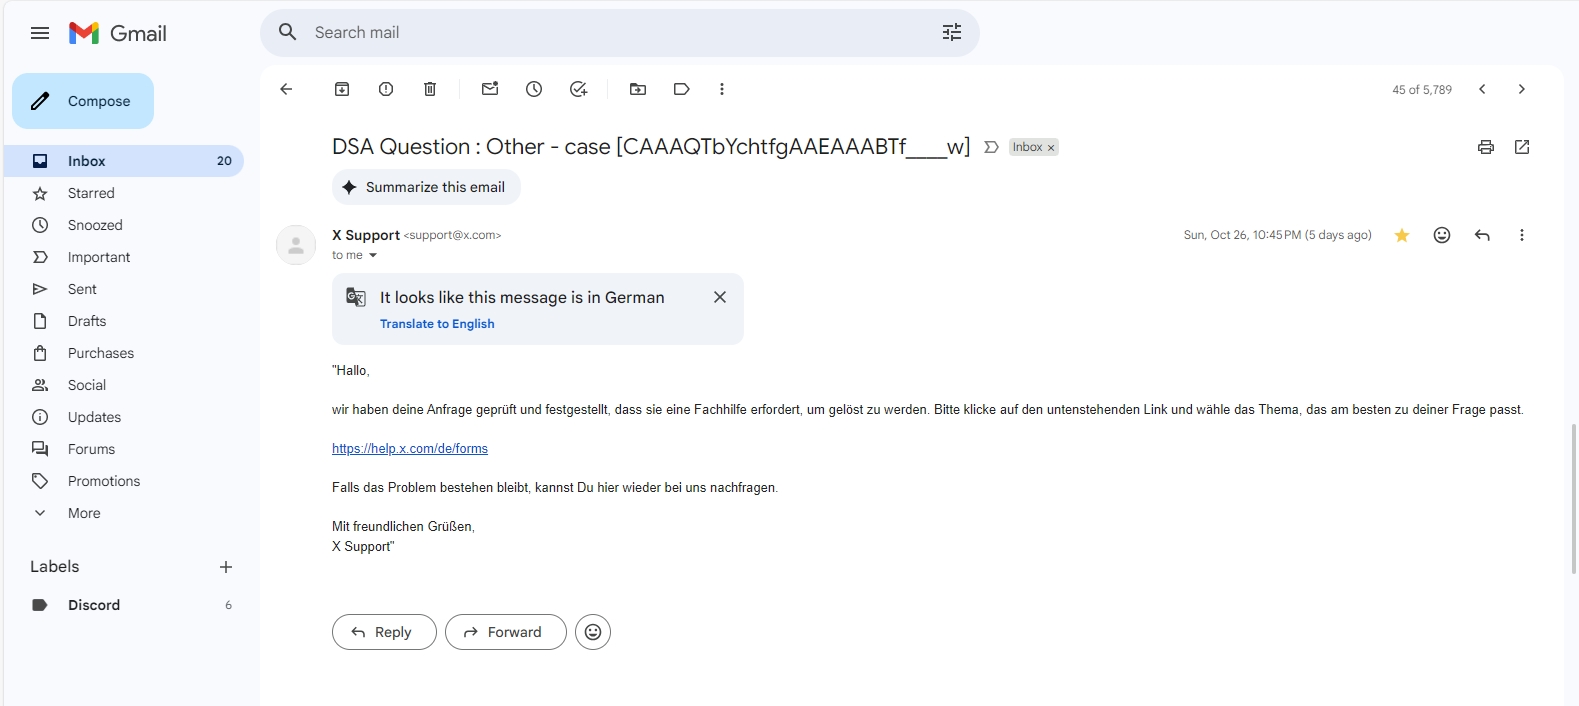 Gmail
Search mail
Compose
45 of 5,789
Inbox 20
Starred
Snoozed
Important
Sent
Drafts
Purchases
Social
Updates
Forums
Promotions
More
Labels
Discord 6
DSA Question : Other - case [CAAAQTbYchtfgAAEAAABTf____w] Inbox ×
Summarize this email
X Support <support@x.com> Sun, Oct 26, 10:45 PM (5 days ago)
to me
It looks like this message is in German
Translate to English
"Hallo,
wir haben deine Anfrage geprüft und festgestellt, dass sie eine Fachhilfe erfordert, um gelöst zu werden. Bitte klicke auf den untenstehenden Link und wähle das Thema, das am besten zu deiner Frage passt.
https://help.x.com/de/forms
Falls das Problem bestehen bleibt, kannst Du hier wieder bei uns nachfragen.
Mit freundlichen Grüßen,
X Support"
Reply Forward